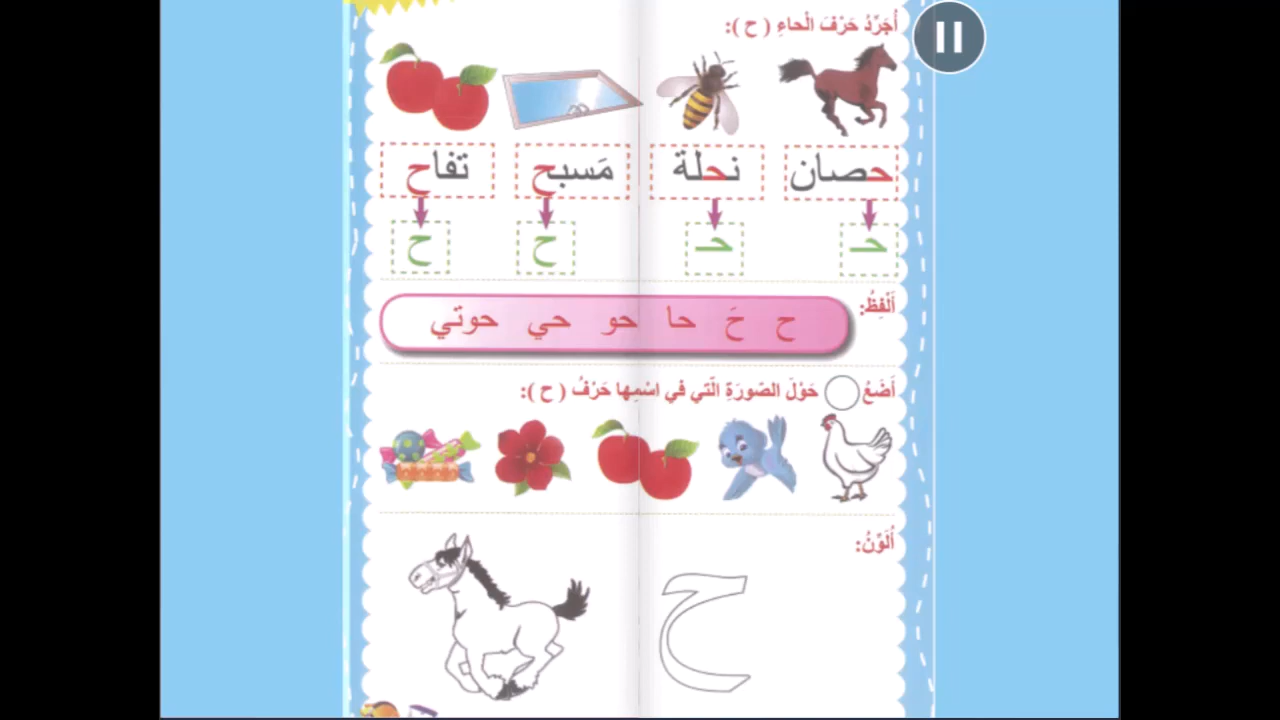 أُجَرِّدُ حَرْفَ الْحاءِ ( ح ):
حصان نحلة مَسبح تفاح
حـ حـ ح ح
أَلْفِظُ:
ح حَ حا حو حي حوتي
أَضَعُ حَوْلَ الصّورَةِ الّتي في اسْمِها حَرْفُ ( ح ):
أُلَوِّنُ:
ح